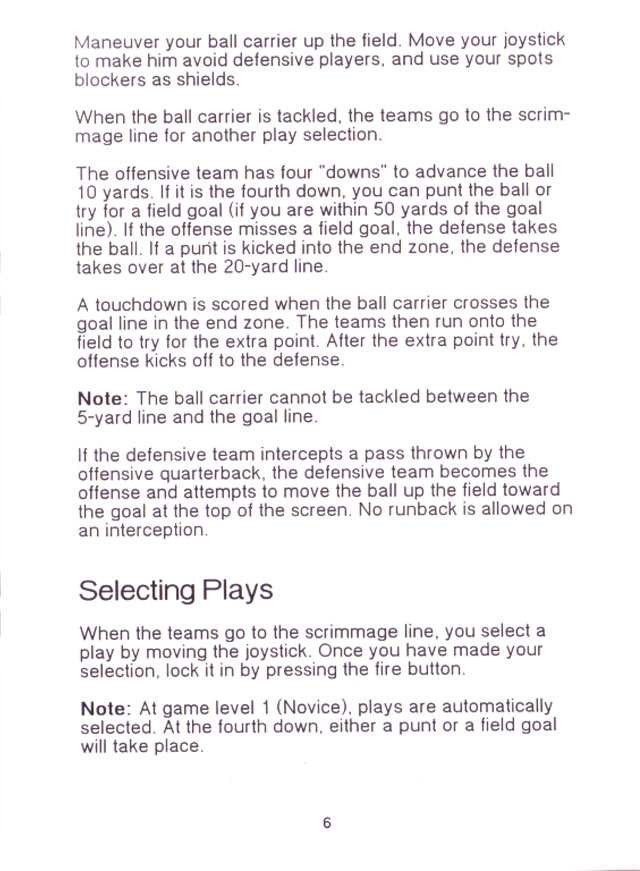 Maneuver your ball carrier up the field. Move your joystick
to make him avoid defensive players, and use your spots
blockers as shields.
When the ball carrier is tackled, the teams go to the scrim-
mage line for another play selection.
The offensive team has four "downs" to advance the ball
10 yards. If it is the fourth down, you can punt the ball or
try for a field goal (if you are within 50 yards of the goal
line). If the offense misses a field goal, the defense takes
the ball. If a punt is kicked into the end zone, the defense
takes over at the 20-yard line.
A touchdown is scored when the ball carrier crosses the
goal line in the end zone. The teams then run onto the
field to try for the extra point. After the extra point try, the
offense kicks off to the defense.
Note: The ball carrier cannot be tackled between the
5-yard line and the goal line.
If the defensive team intercepts a pass thrown by the
offensive quarterback, the defensive team becomes the
offense and attempts to move the ball up the field toward
the goal at the top of the screen. No runback is allowed on
an interception.
Selecting Plays
When the teams go to the scrimmage line, you select a
play by moving the joystick. Once you have made your
selection, lock it in by pressing the fire button.
Note: At game level 1 (Novice), plays are automatically
selected. At the fourth down, either a punt or a field goal
will take place.
6